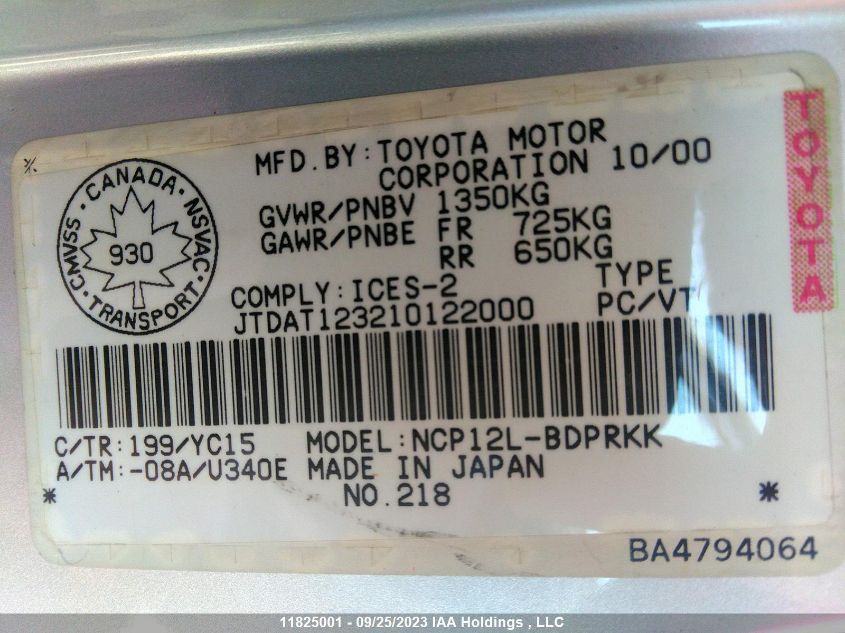 MFD.BY:TOYOTA MOTOR
CORPORATION 10/00
GVWR/PNBV 1350KG
GAWR/PNBE FR 725KG
RR 650KG
CANADA · NSVAC · TRANSPORT · CMVSS ·
930
COMPLY:ICES-2 TYPE
JTDAT123210122000 PC/VT
TOYOTA
C/TR:199/YC15 MODEL:NCP12L-BDPRKK
A/TM:-08A/U340E MADE IN JAPAN
* NO.218 *
BA4794064
11825001 - 09/25/2023 IAA Holdings , LLC